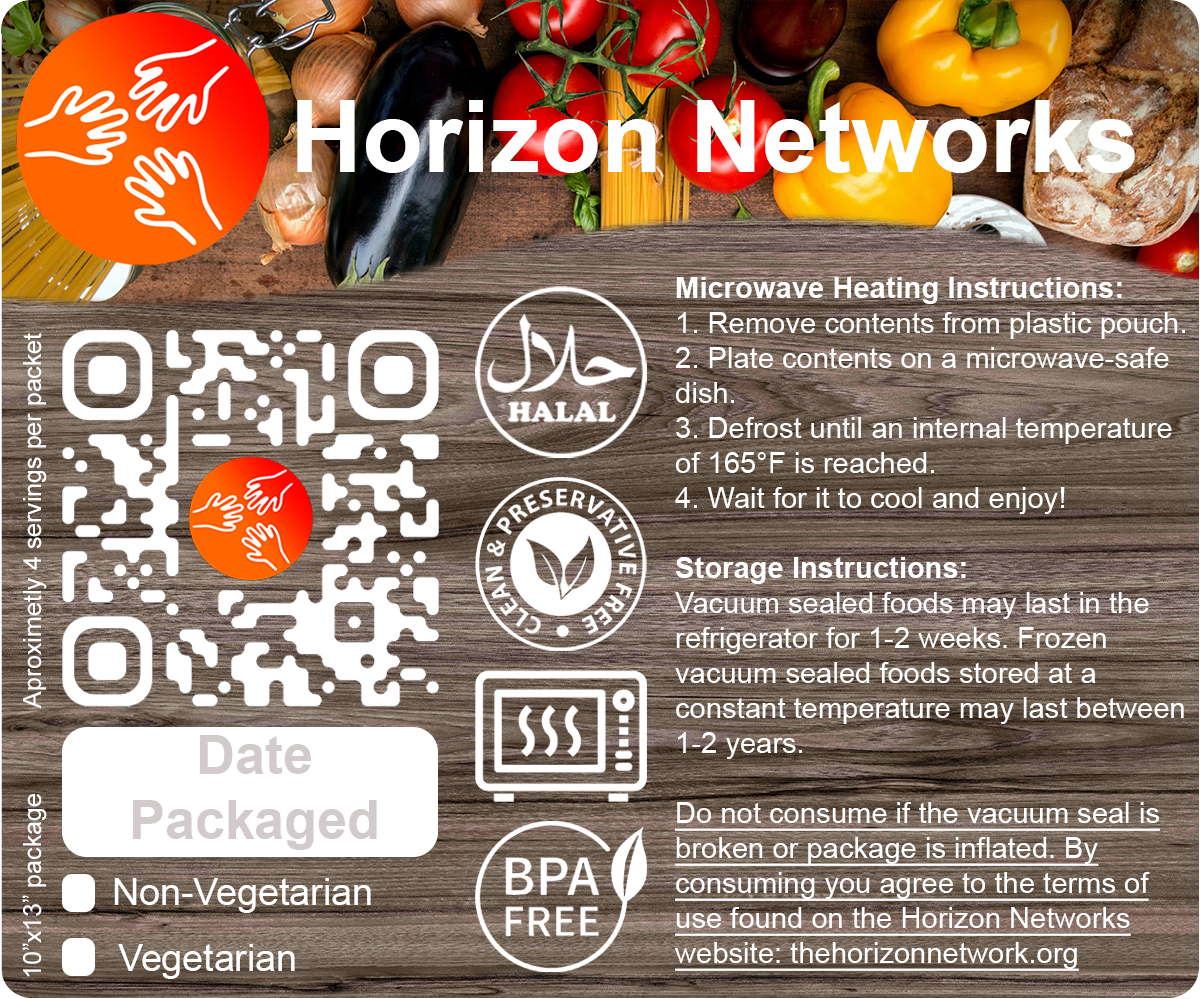 Horizon Networks
Aproximetly 4 servings per packet
Date
Packaged
10”x13” package
Non-Vegetarian
Vegetarian
حلال
HALAL
CLEAN & PRESERVATIVE FREE
BPA
FREE
Microwave Heating Instructions:
1. Remove contents from plastic pouch.
2. Plate contents on a microwave-safe
dish.
3. Defrost until an internal temperature
of 165°F is reached.
4. Wait for it to cool and enjoy!
Storage Instructions:
Vacuum sealed foods may last in the
refrigerator for 1-2 weeks. Frozen
vacuum sealed foods stored at a
constant temperature may last between
1-2 years.
Do not consume if the vacuum seal is
broken or package is inflated. By
consuming you agree to the terms of
use found on the Horizon Networks
website: thehorizonnetwork.org